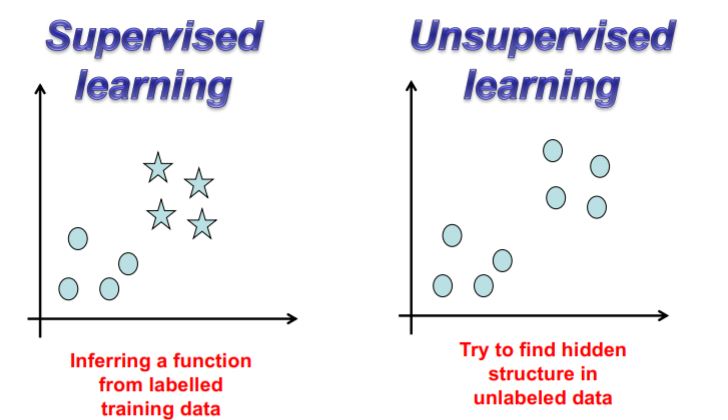 Supervised
learning
Inferring a function
from labelled
training data
Unsupervised
learning
Try to find hidden
structure in
unlabeled data